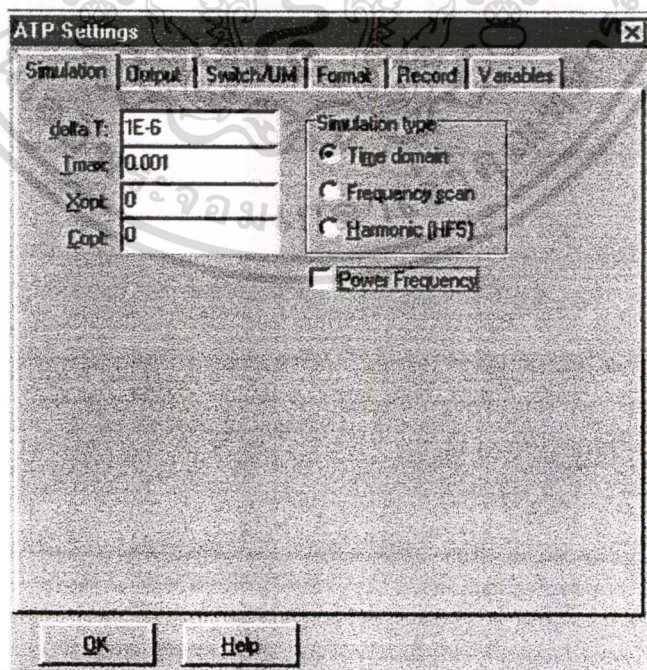 ATP Settings
Simulation Output Switch/UM Format Record Variables
delta T: 1E-6
Tmax: 0.001
Xopt: 0
Copt: 0
Simulation type
Time domain
Frequency scan
Harmonic (HFS)
Power Frequency
OK Help